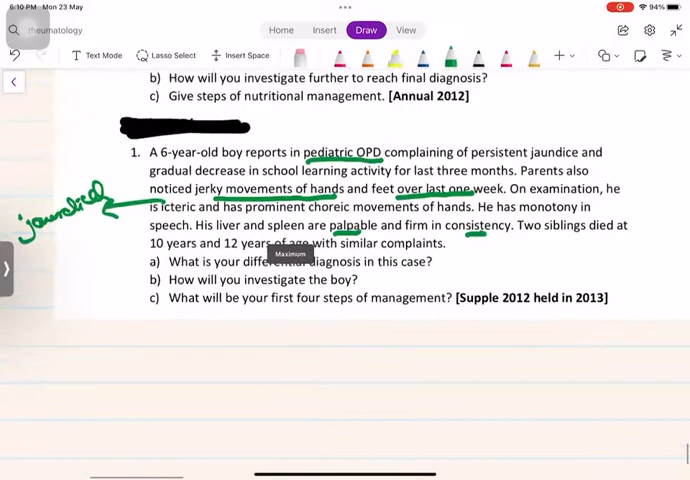 6:10 PM Mon 23 May
94%
rheumatology
Home Insert Draw View
Text Mode Lasso Select Insert Space
b) How will you investigate further to reach final diagnosis?
c) Give steps of nutritional management. [Annual 2012]
1. A 6-year-old boy reports in pediatric OPD complaining of persistent jaundice and
gradual decrease in school learning activity for last three months. Parents also
noticed jerky movements of hands and feet over last one week. On examination, he
is icteric and has prominent choreic movements of hands. He has monotony in
jaundiced
speech. His liver and spleen are palpable and firm in consistency. Two siblings died at
10 years and 12 years of age with similar complaints.
Maximum
a) What is your differential diagnosis in this case?
b) How will you investigate the boy?
c) What will be your first four steps of management? [Supple 2012 held in 2013]